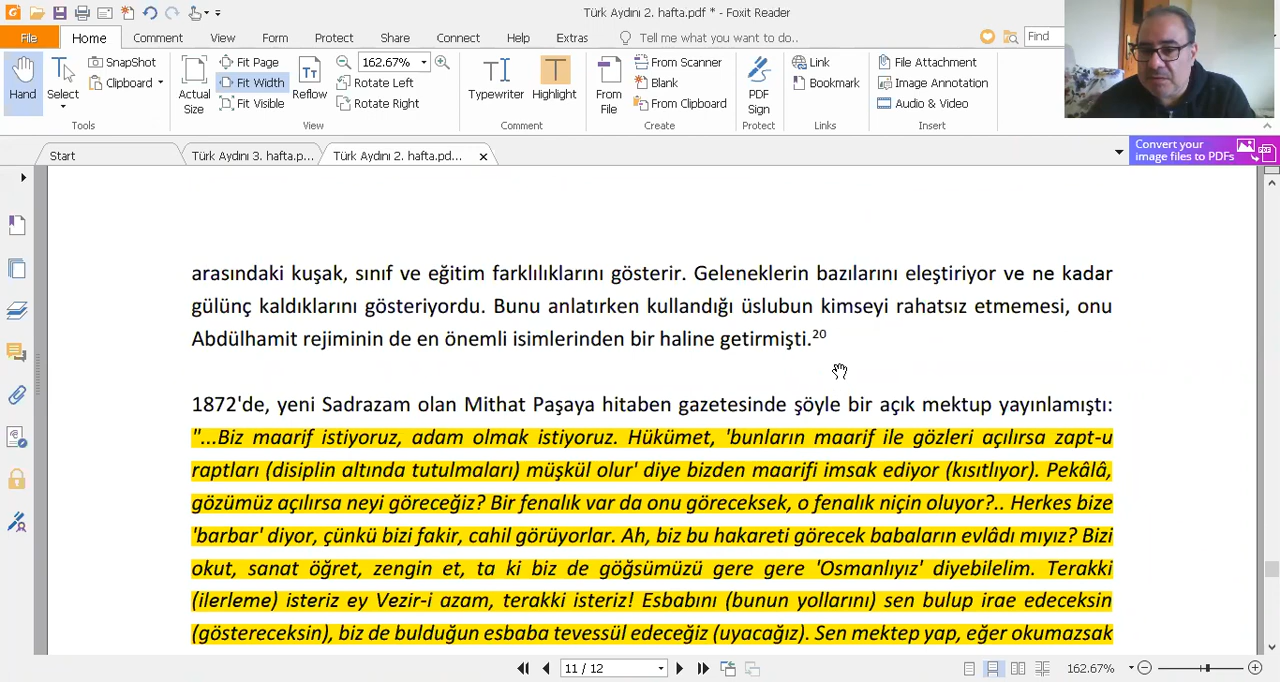 Türk Aydını 2. hafta.pdf * - Foxit Reader
File Home Comment View Form Protect Share Connect Help Extras Tell me what you want to do... Find
Hand
Select
SnapShot
Clipboard
Tools
Actual Size
Fit Page
Fit Width
Fit Visible
Reflow
162.67%
Rotate Left
Rotate Right
View
Typewriter
Highlight
Comment
From File
From Scanner
Blank
From Clipboard
Create
PDF Sign
Protect
Link
Bookmark
Links
File Attachment
Image Annotation
Audio & Video
Insert
Start Türk Aydını 3. hafta.p... Türk Aydını 2. hafta.pd...
Convert your
image files to PDFs
PDF
arasındaki kuşak, sınıf ve eğitim farklılıklarını gösterir. Geleneklerin bazılarını eleştiriyor ve ne kadar
gülünç kaldıklarını gösteriyordu. Bunu anlatırken kullandığı üslubun kimseyi rahatsız etmemesi, onu
Abdülhamit rejiminin de en önemli isimlerinden bir haline getirmişti.20
1872'de, yeni Sadrazam olan Mithat Paşaya hitaben gazetesinde şöyle bir açık mektup yayınlamıştı:
"...Biz maarif istiyoruz, adam olmak istiyoruz. Hükümet, 'bunların maarif ile gözleri açılırsa zapt-u
raptları (disiplin altında tutulmaları) müşkül olur' diye bizden maarifi imsak ediyor (kısıtlıyor). Pekâlâ,
gözümüz açılırsa neyi göreceğiz? Bir fenalık var da onu göreceksek, o fenalık niçin oluyor?.. Herkes bize
'barbar' diyor, çünkü bizi fakir, cahil görüyorlar. Ah, biz bu hakareti görecek babaların evlâdı mıyız? Bizi
okut, sanat öğret, zengin et, ta ki biz de göğsümüzü gere gere 'Osmanlıyız' diyebilelim. Terakki
(ilerleme) isteriz ey Vezir-i azam, terakki isteriz! Esbabını (bunun yollarını) sen bulup irae edeceksin
(göstereceksin), biz de bulduğun esbaba tevessül edeceğiz (uyacağız). Sen mektep yap, eğer okumazsak
11 / 12
162.67%